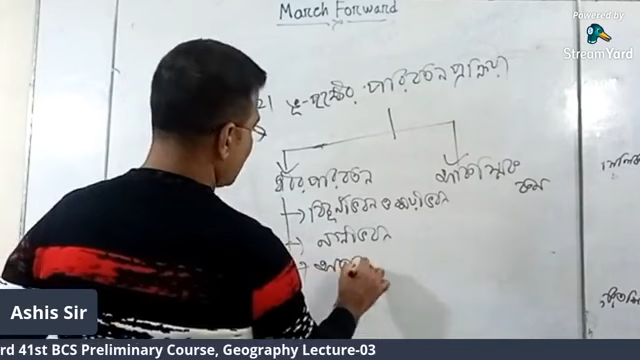 March Forward
Powered by
StreamYard
২। ভূ-পৃষ্ঠের পরিবর্তন প্রক্রিয়া
ধীর পরিবর্তন
আকস্মিক
→ বিচূর্ণীভবন ও ক্ষয়ীভবন
→ নগ্নীভবন
Ashis Sir
rd 41st BCS Preliminary Course, Geography Lecture-03